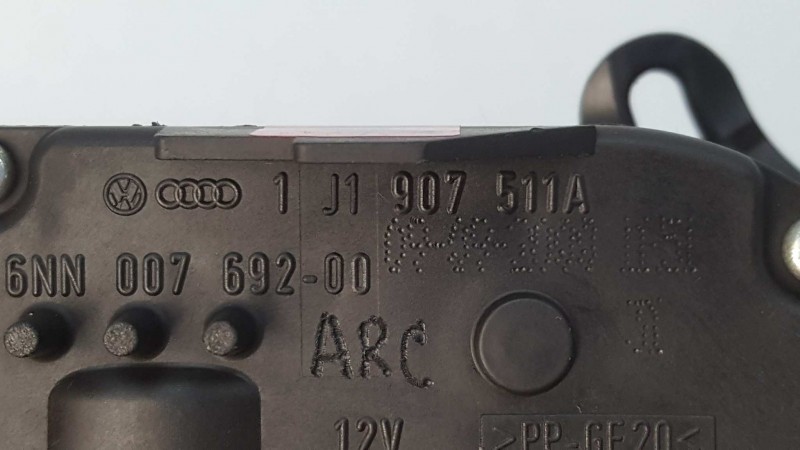 1 J1 907 511A
6NN 007 692-00
ARC
12V >PP-GF20<